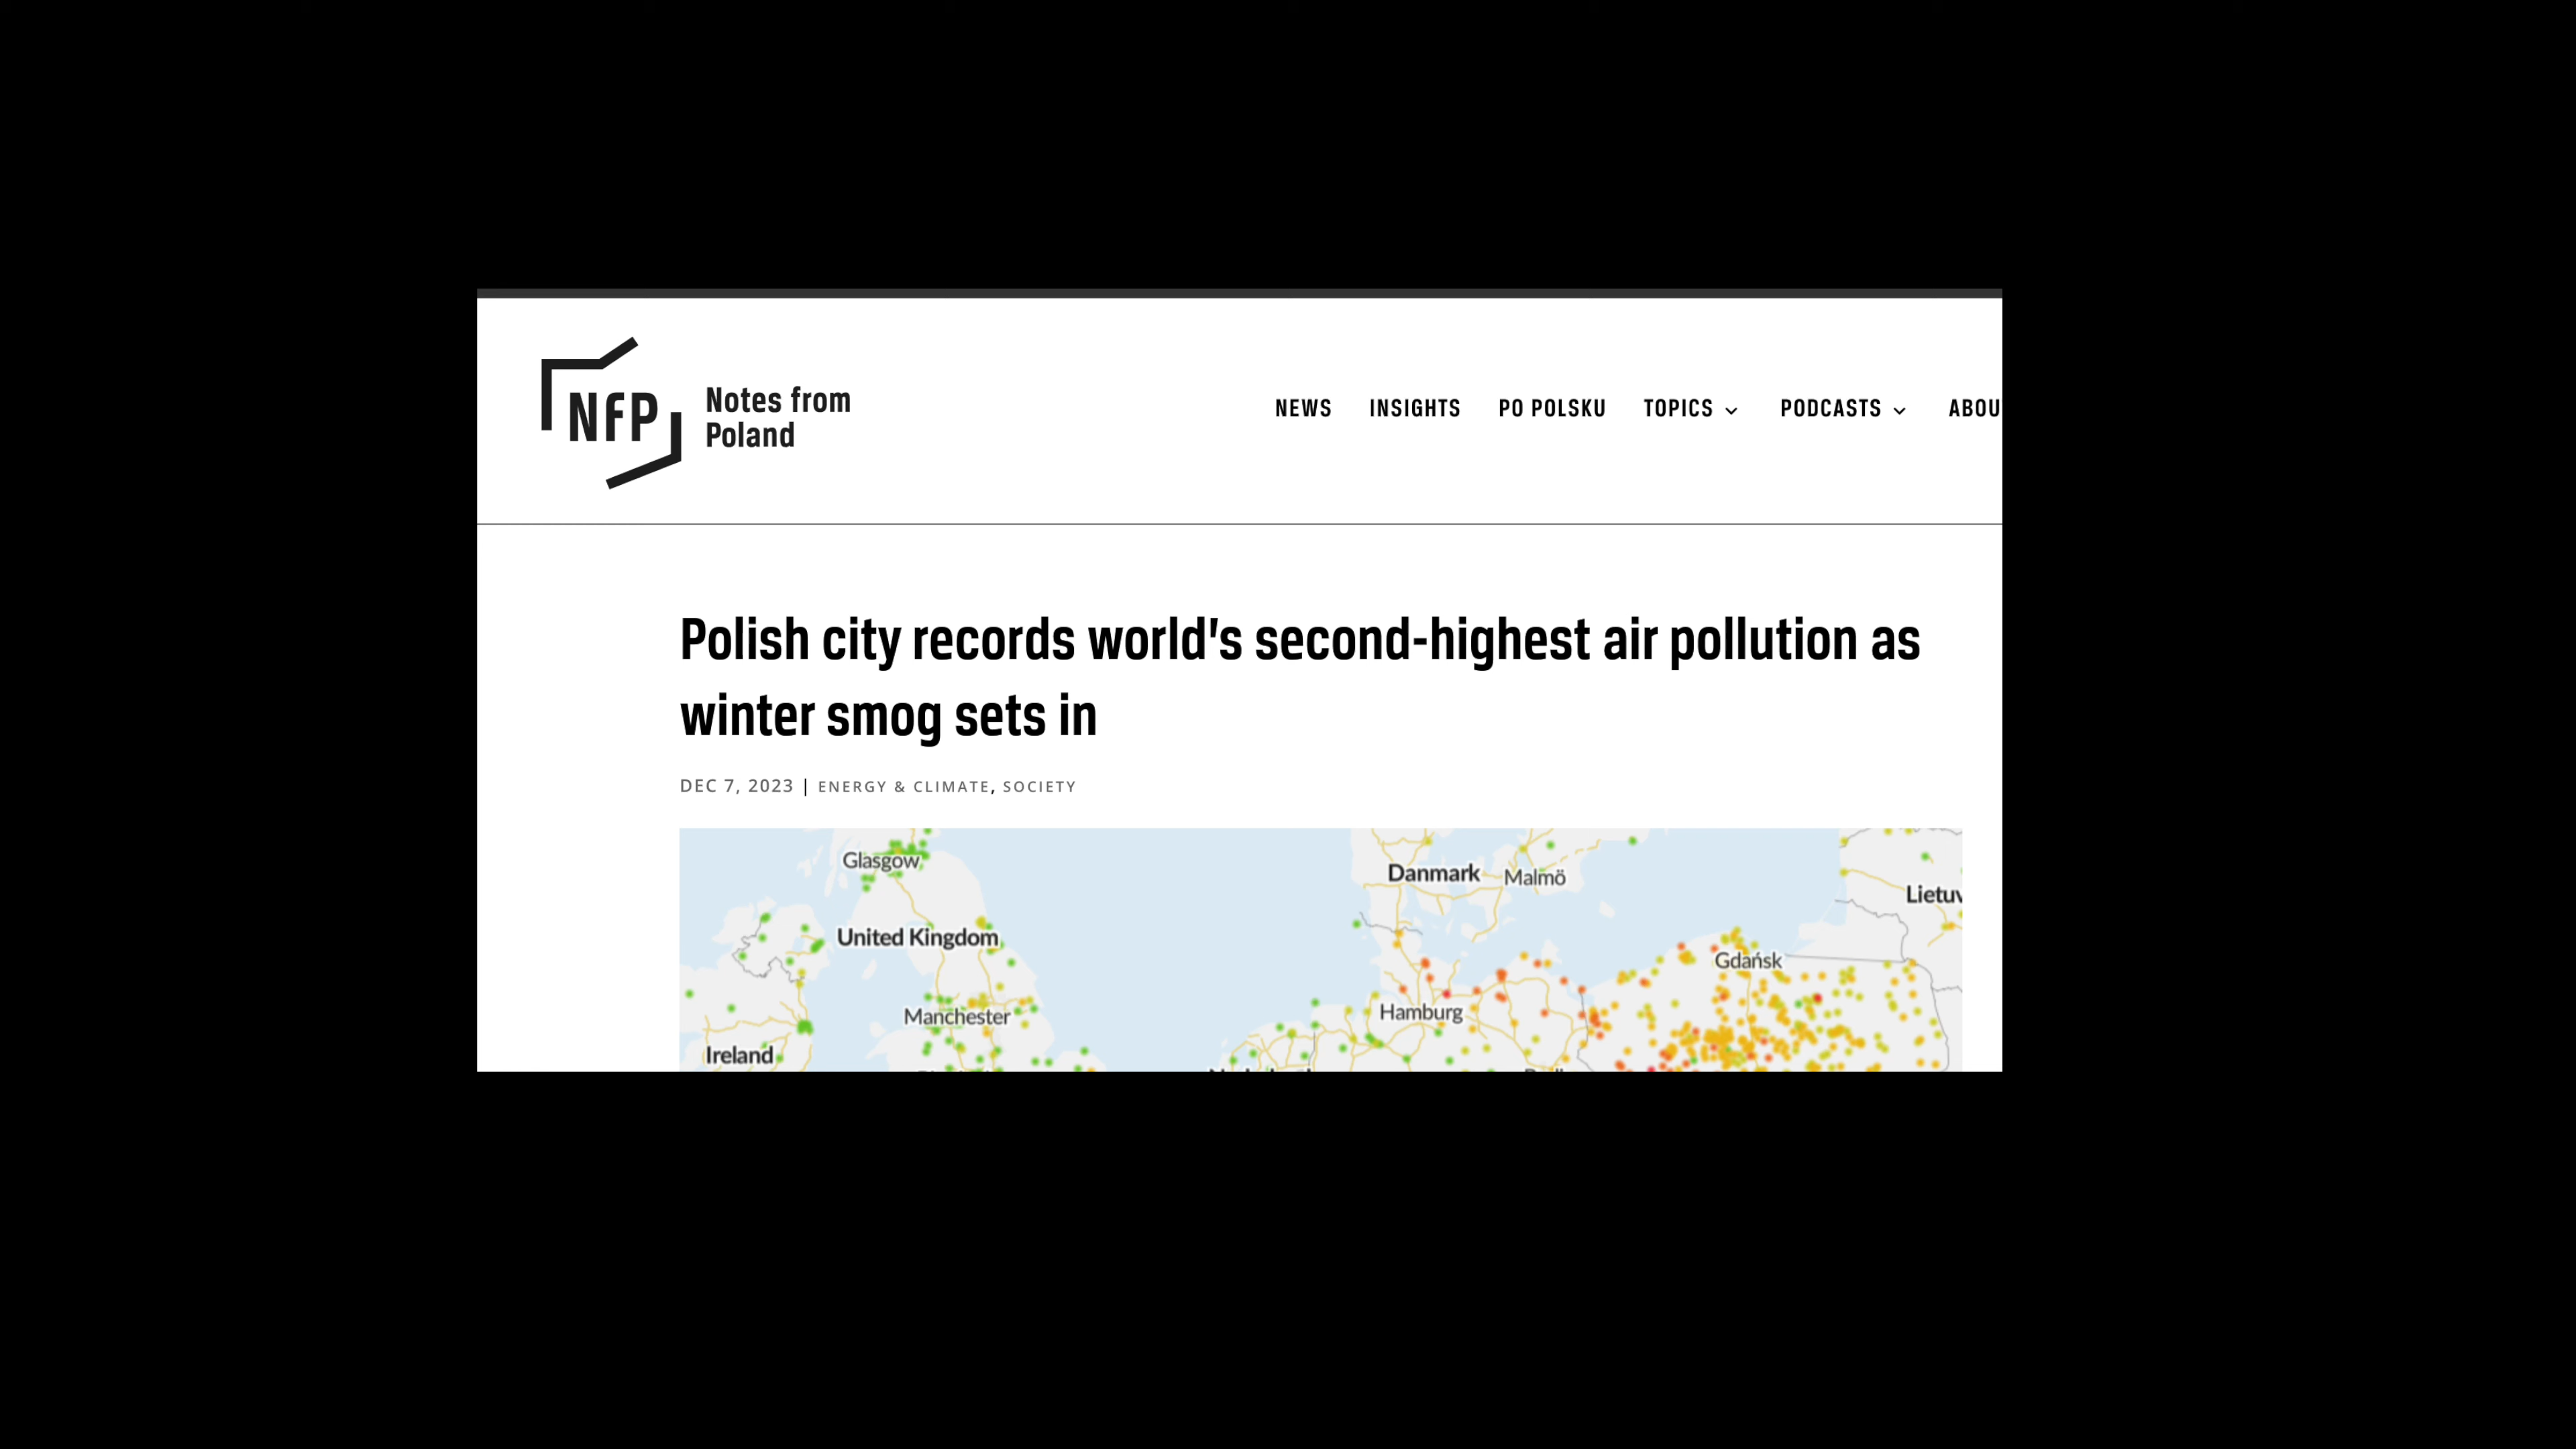 NfP
Notes from
Poland
NEWS INSIGHTS PO POLSKU TOPICS PODCASTS ABOU
Polish city records world's second-highest air pollution as
winter smog sets in
DEC 7, 2023 | ENERGY & CLIMATE, SOCIETY
Glasgow
Danmark Malmö
Lietuv
United Kingdom
Gdańsk
Manchester
Hamburg
Ireland